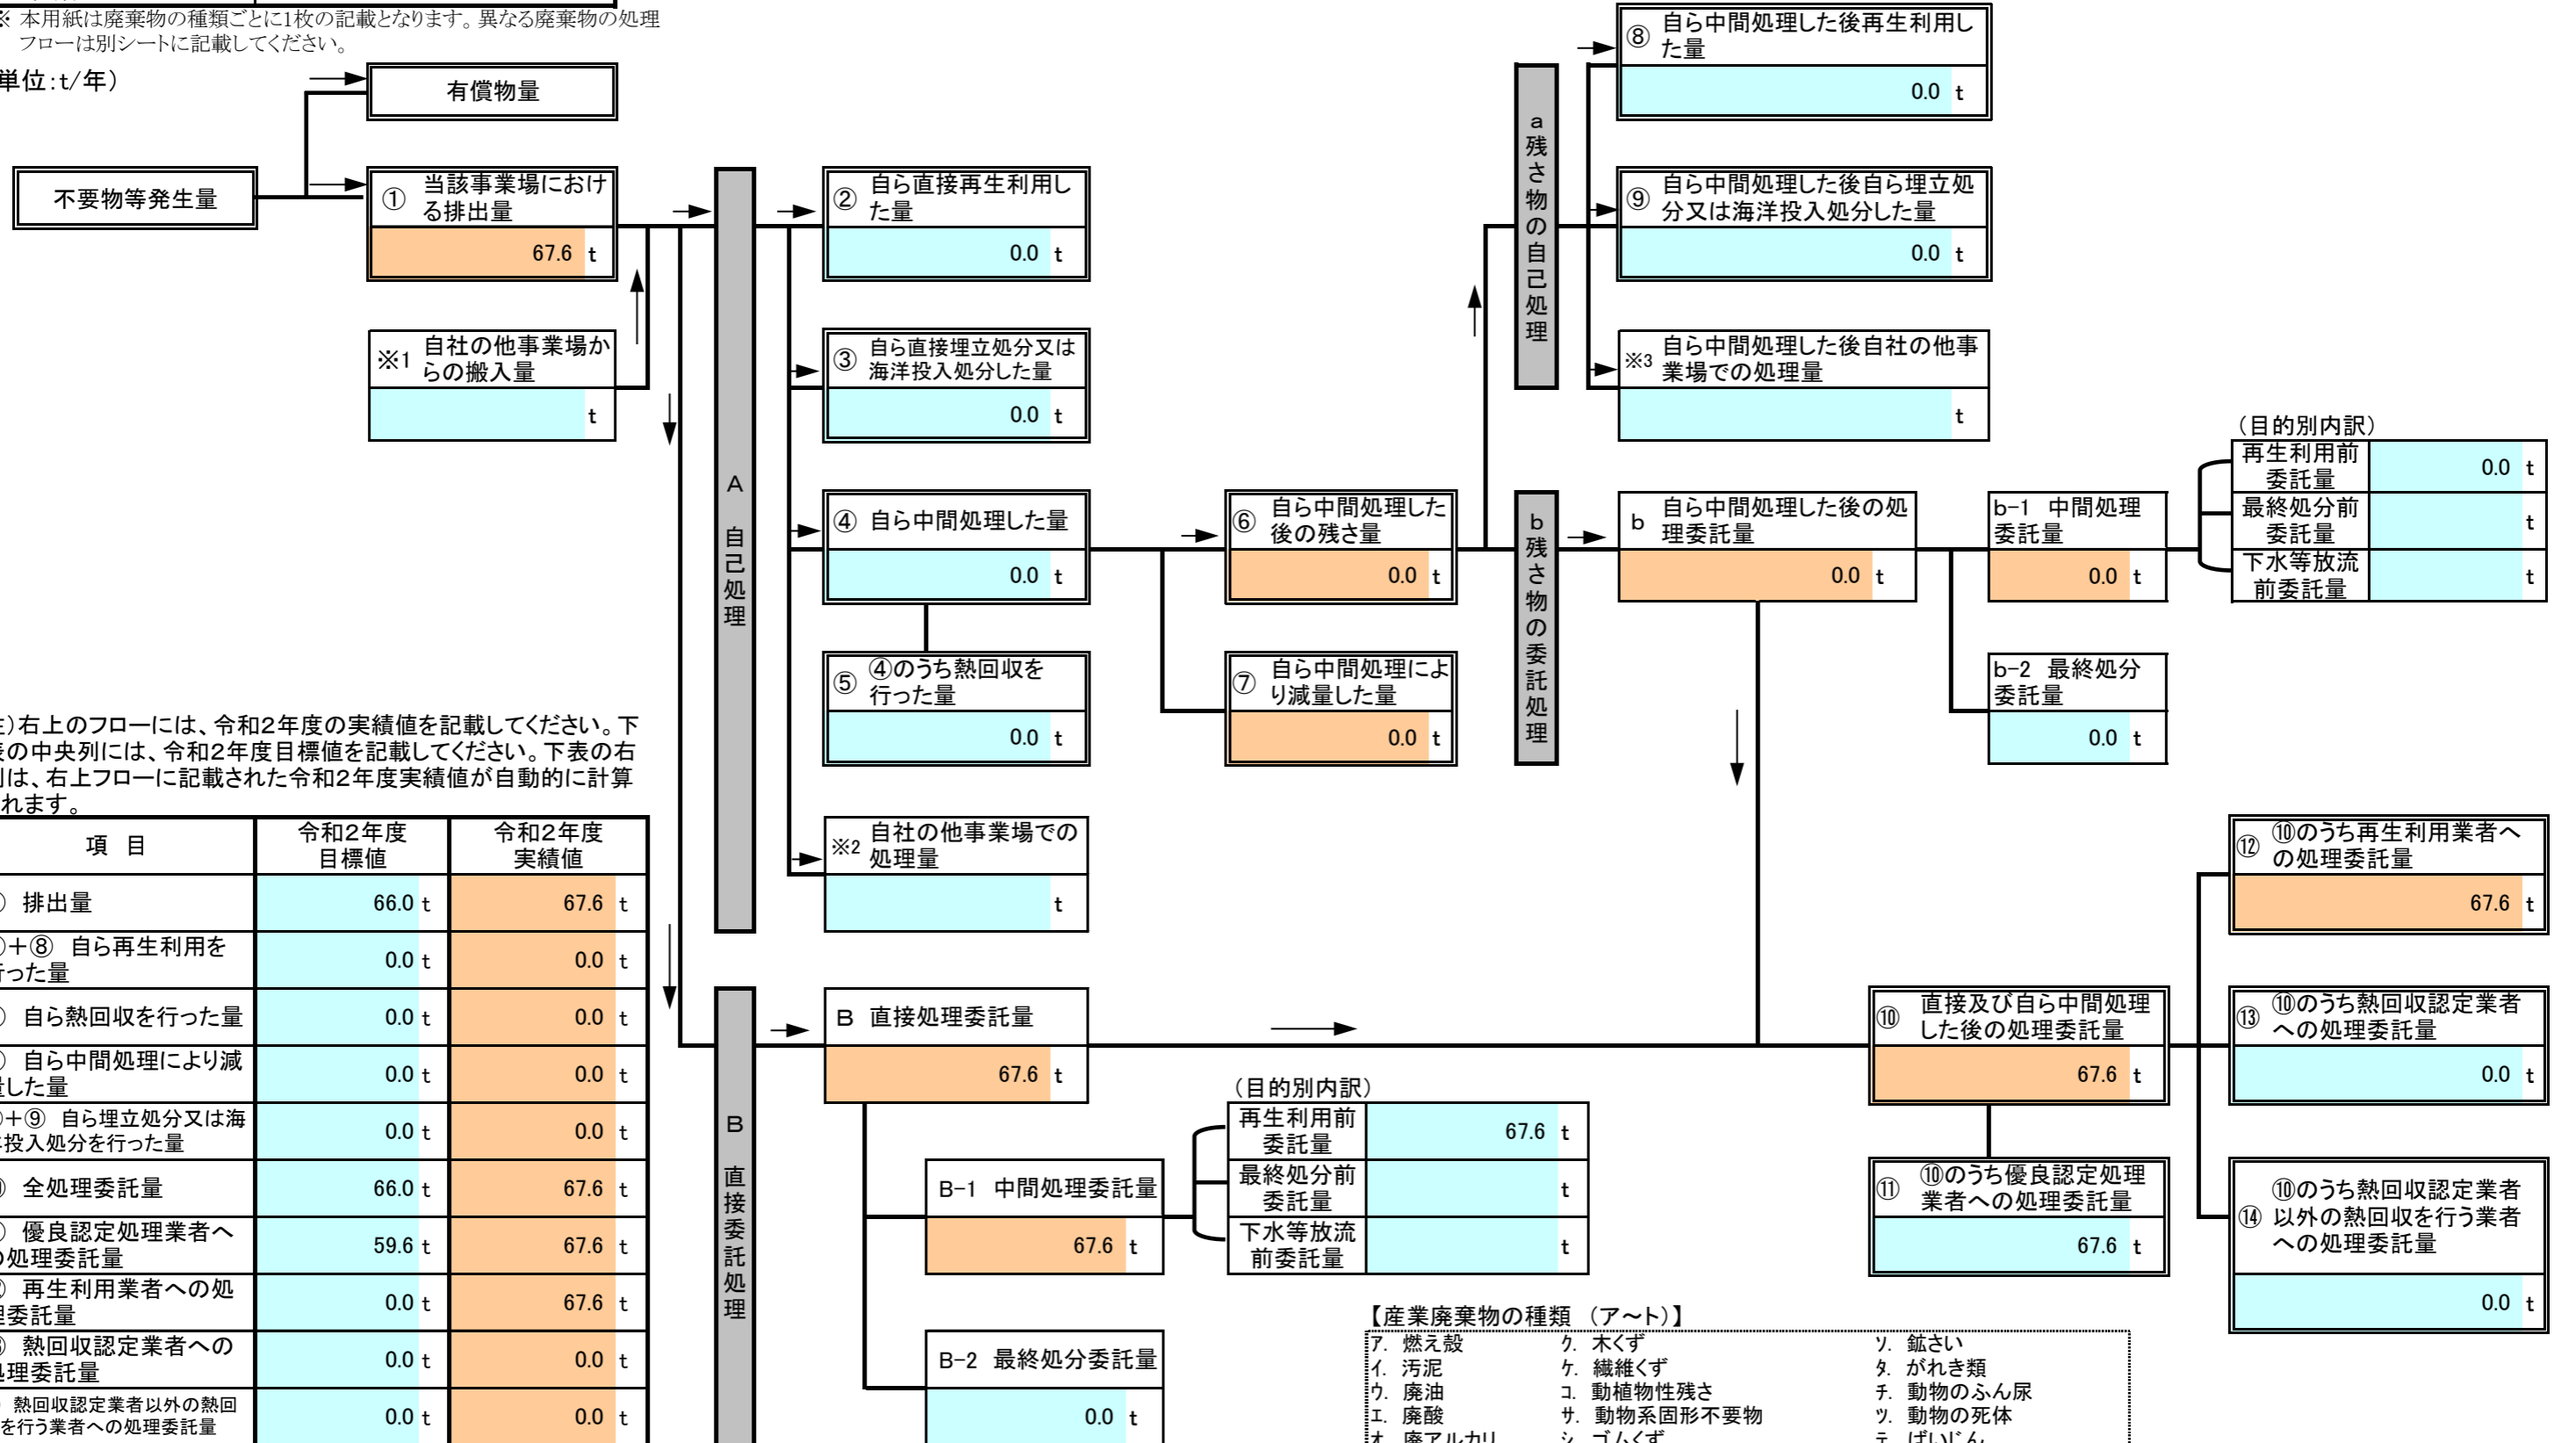 ※ 本用紙は廃棄物の種類ごとに1枚の記載となります。異なる廃棄物の処理
フローは別シートに記載してください。
単位:t/年)
有償物量
不要物等発生量
① 当該事業場におけ
る排出量
67.6 t
※1 自社の他事業場か
らの搬入量
t
A 自己処理
② 自ら直接再生利用し
た量
0.0 t
③ 自ら直接埋立処分又は
海洋投入処分した量
0.0 t
④ 自ら中間処理した量
0.0 t
⑤ ④のうち熱回収を
行った量
0.0 t
※2 自社の他事業場での
処理量
t
⑥ 自ら中間処理した
後の残さ量
0.0 t
⑦ 自ら中間処理によ
り減量した量
0.0 t
a残さ物の自己処理
⑧ 自ら中間処理した後再生利用し
た量
0.0 t
⑨ 自ら中間処理した後自ら埋立処
分又は海洋投入処分した量
0.0 t
※3 自ら中間処理した後自社の他事
業場での処理量
t
b残さ物の委託処理
b 自ら中間処理した後の処
理委託量
0.0 t
b-1 中間処理
委託量
0.0 t
b-2 最終処分
委託量
0.0 t
(目的別内訳)
再生利用前
委託量
0.0 t
最終処分前
委託量
t
下水等放流
前委託量
t
)右上のフローには、令和2年度の実績値を記載してください。下
の中央列には、令和2年度目標値を記載してください。下表の右
は、右上フローに記載された令和2年度実績値が自動的に計算
れます。
項 目 令和2年度
目標値 令和2年度
実績値
) 排出量 66.0 t 67.6 t
)+⑧ 自ら再生利用を
った量 0.0 t 0.0 t
) 自ら熱回収を行った量 0.0 t 0.0 t
) 自ら中間処理により減
した量 0.0 t 0.0 t
)+⑨ 自ら埋立処分又は海
投入処分を行った量 0.0 t 0.0 t
) 全処理委託量 66.0 t 67.6 t
) 優良認定処理業者へ
処理委託量 59.6 t 67.6 t
) 再生利用業者への処
委託量 0.0 t 67.6 t
) 熱回収認定業者への
理委託量 0.0 t 0.0 t
熱回収認定業者以外の熱回
を行う業者への処理委託量 0.0 t 0.0 t
B 直接委託処理
B 直接処理委託量
67.6 t
B-1 中間処理委託量
67.6 t
B-2 最終処分委託量
0.0 t
(目的別内訳)
再生利用前
委託量
67.6 t
最終処分前
委託量
t
下水等放流
前委託量
t
⑩ 直接及び自ら中間処理
した後の処理委託量
67.6 t
⑪ ⑩のうち優良認定処理
業者への処理委託量
67.6 t
⑫ ⑩のうち再生利用業者へ
の処理委託量
67.6 t
⑬ ⑩のうち熱回収認定業者
への処理委託量
0.0 t
⑭ ⑩のうち熱回収認定業者
以外の熱回収を行う業者
への処理委託量
0.0 t
【産業廃棄物の種類 (ア~ト)】
ア. 燃え殻 ク. 木くず ソ. 鉱さい
イ. 汚泥 ケ. 繊維くず タ. がれき類
ウ. 廃油 コ. 動植物性残さ チ. 動物のふん尿
エ. 廃酸 サ. 動物系固形不要物 ツ. 動物の死体
オ. 廃アルカリ シ. ゴムくず テ. ばいじん